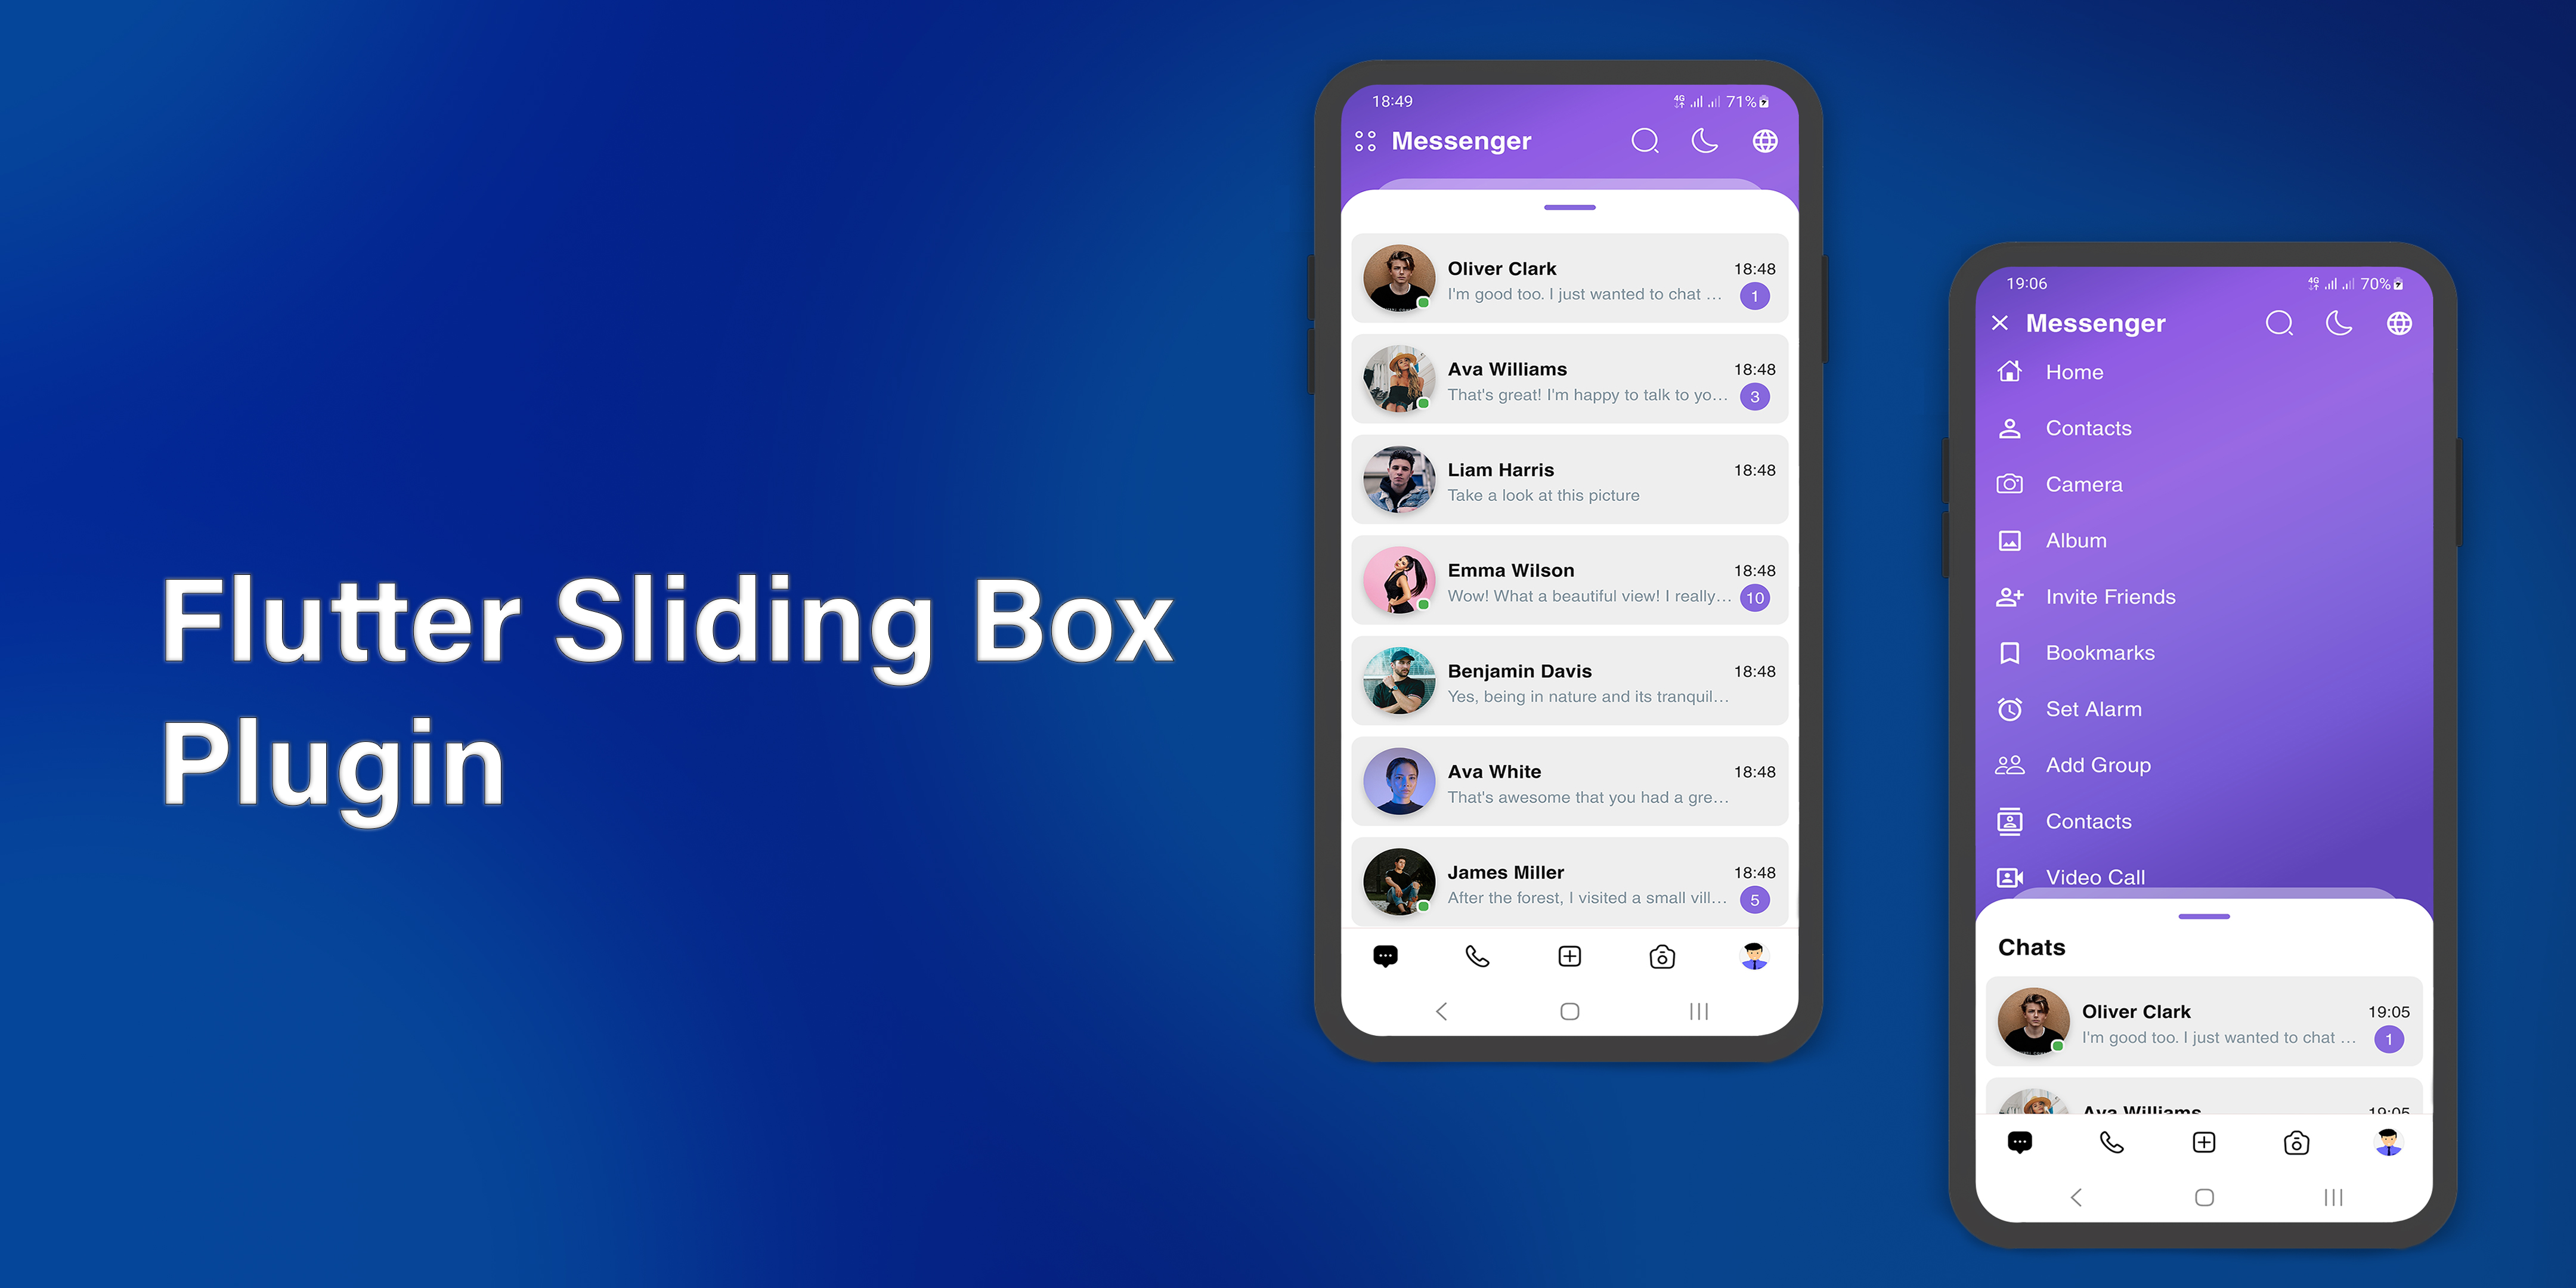 Flutter Sliding Box
Plugin
18:49
4G
71%
Messenger
Oliver Clark
18:48
I'm good too. I just wanted to chat ...
1
Ava Williams
18:48
That's great! I'm happy to talk to yo...
3
Liam Harris
18:48
Take a look at this picture
Emma Wilson
18:48
Wow! What a beautiful view! I really...
10
Benjamin Davis
18:48
Yes, being in nature and its tranquil...
Ava White
18:48
That's awesome that you had a gre...
James Miller
18:48
After the forest, I visited a small vill...
5
19:06
4G
70%
Messenger
Home
Contacts
Camera
Album
Invite Friends
Bookmarks
Set Alarm
Add Group
Contacts
Video Call
Chats
Oliver Clark
19:05
I'm good too. I just wanted to chat ...
1
Ava Williams
19:05